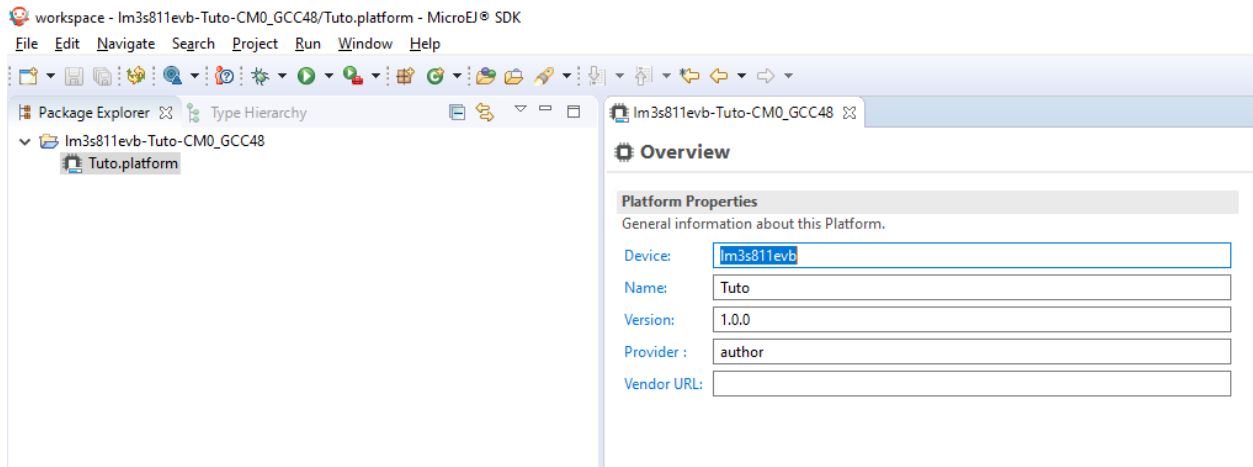 workspace - lm3s811evb-Tuto-CM0_GCC48/Tuto.platform - MicroEJ® SDK
File Edit Navigate Search Project Run Window Help
Package Explorer Type Hierarchy
lm3s811evb-Tuto-CM0_GCC48
Tuto.platform
lm3s811evb-Tuto-CM0_GCC48
Overview
Platform Properties
General information about this Platform.
Device: lm3s811evb
Name: Tuto
Version: 1.0.0
Provider : author
Vendor URL: